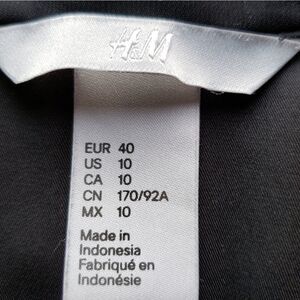 H&M
EUR 40
US 10
CA 10
CN 170/92A
MX 10
Made in
Indonesia
Fabriqué en
Indonésie